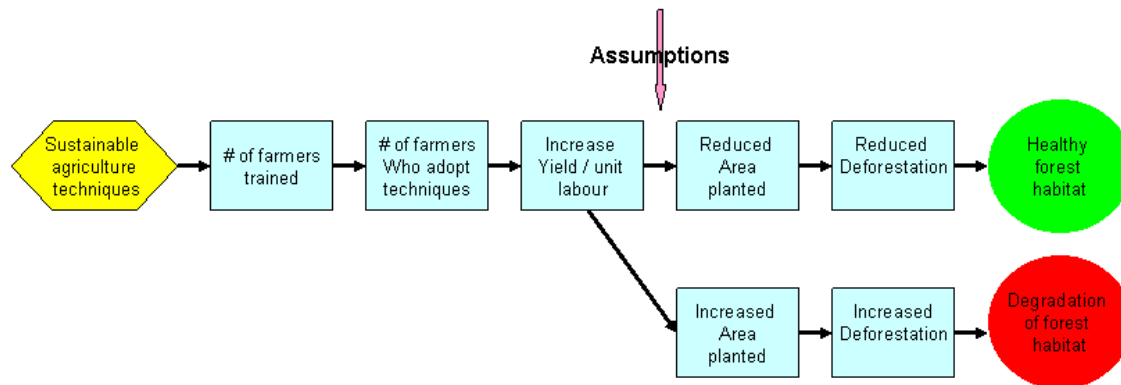 Assumptions
Sustainable
agriculture
techniques
# of farmers
trained
# of farmers
Who adopt
techniques
Increase
Yield / unit
labour
Reduced
Area
planted
Reduced
Deforestation
Healthy
forest
habitat
Increased
Area
planted
Increased
Deforestation
Degradation
of forest
habitat